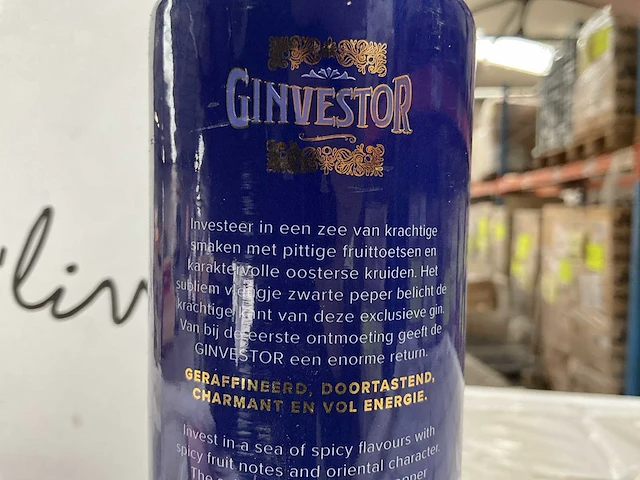 GINVESTOR
Investeer in een zee van krachtige
smaken met pittige fruittoetsen en
karaktervolle oosterse kruiden. Het
subliem vleugje zwarte peper belicht de
krachtige kant van deze exclusieve gin.
Van bij de eerste ontmoeting geeft de
GINVESTOR een enorme return.
GERAFFINEERD, DOORTASTEND,
CHARMANT EN VOL ENERGIE.
Invest in a sea of spicy flavours with
spicy fruit notes and oriental character.
The